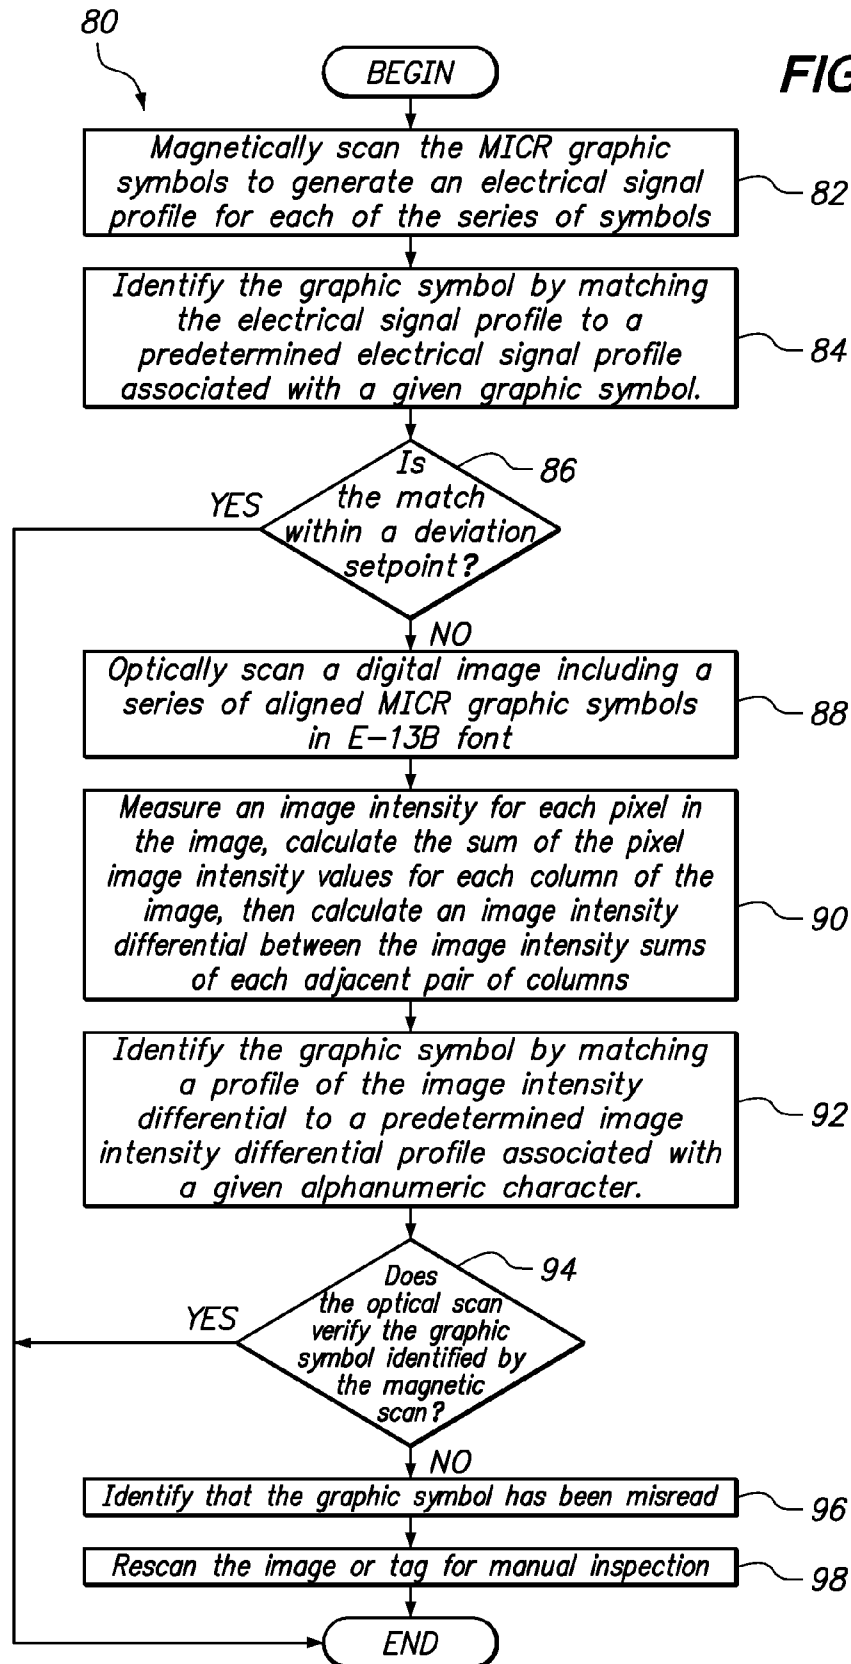 80
BEGIN
FIG
Magnetically scan the MICR graphic
symbols to generate an electrical signal
profile for each of the series of symbols
82
Identify the graphic symbol by matching
the electrical signal profile to a
predetermined electrical signal profile
associated with a given graphic symbol.
84
86
YES
Is
the match
within a deviation
setpoint?
NO
Optically scan a digital image including a
series of aligned MICR graphic symbols
in E-13B font
88
Measure an image intensity for each pixel in
the image, calculate the sum of the pixel
image intensity values for each column of the
image, then calculate an image intensity
differential between the image intensity sums
of each adjacent pair of columns
90
Identify the graphic symbol by matching
a profile of the image intensity
differential to a predetermined image
intensity differential profile associated with
a given alphanumeric character.
92
94
YES
Does
the optical scan
verify the graphic
symbol identified by
the magnetic
scan?
NO
Identify that the graphic symbol has been misread
96
Rescan the image or tag for manual inspection
98
END